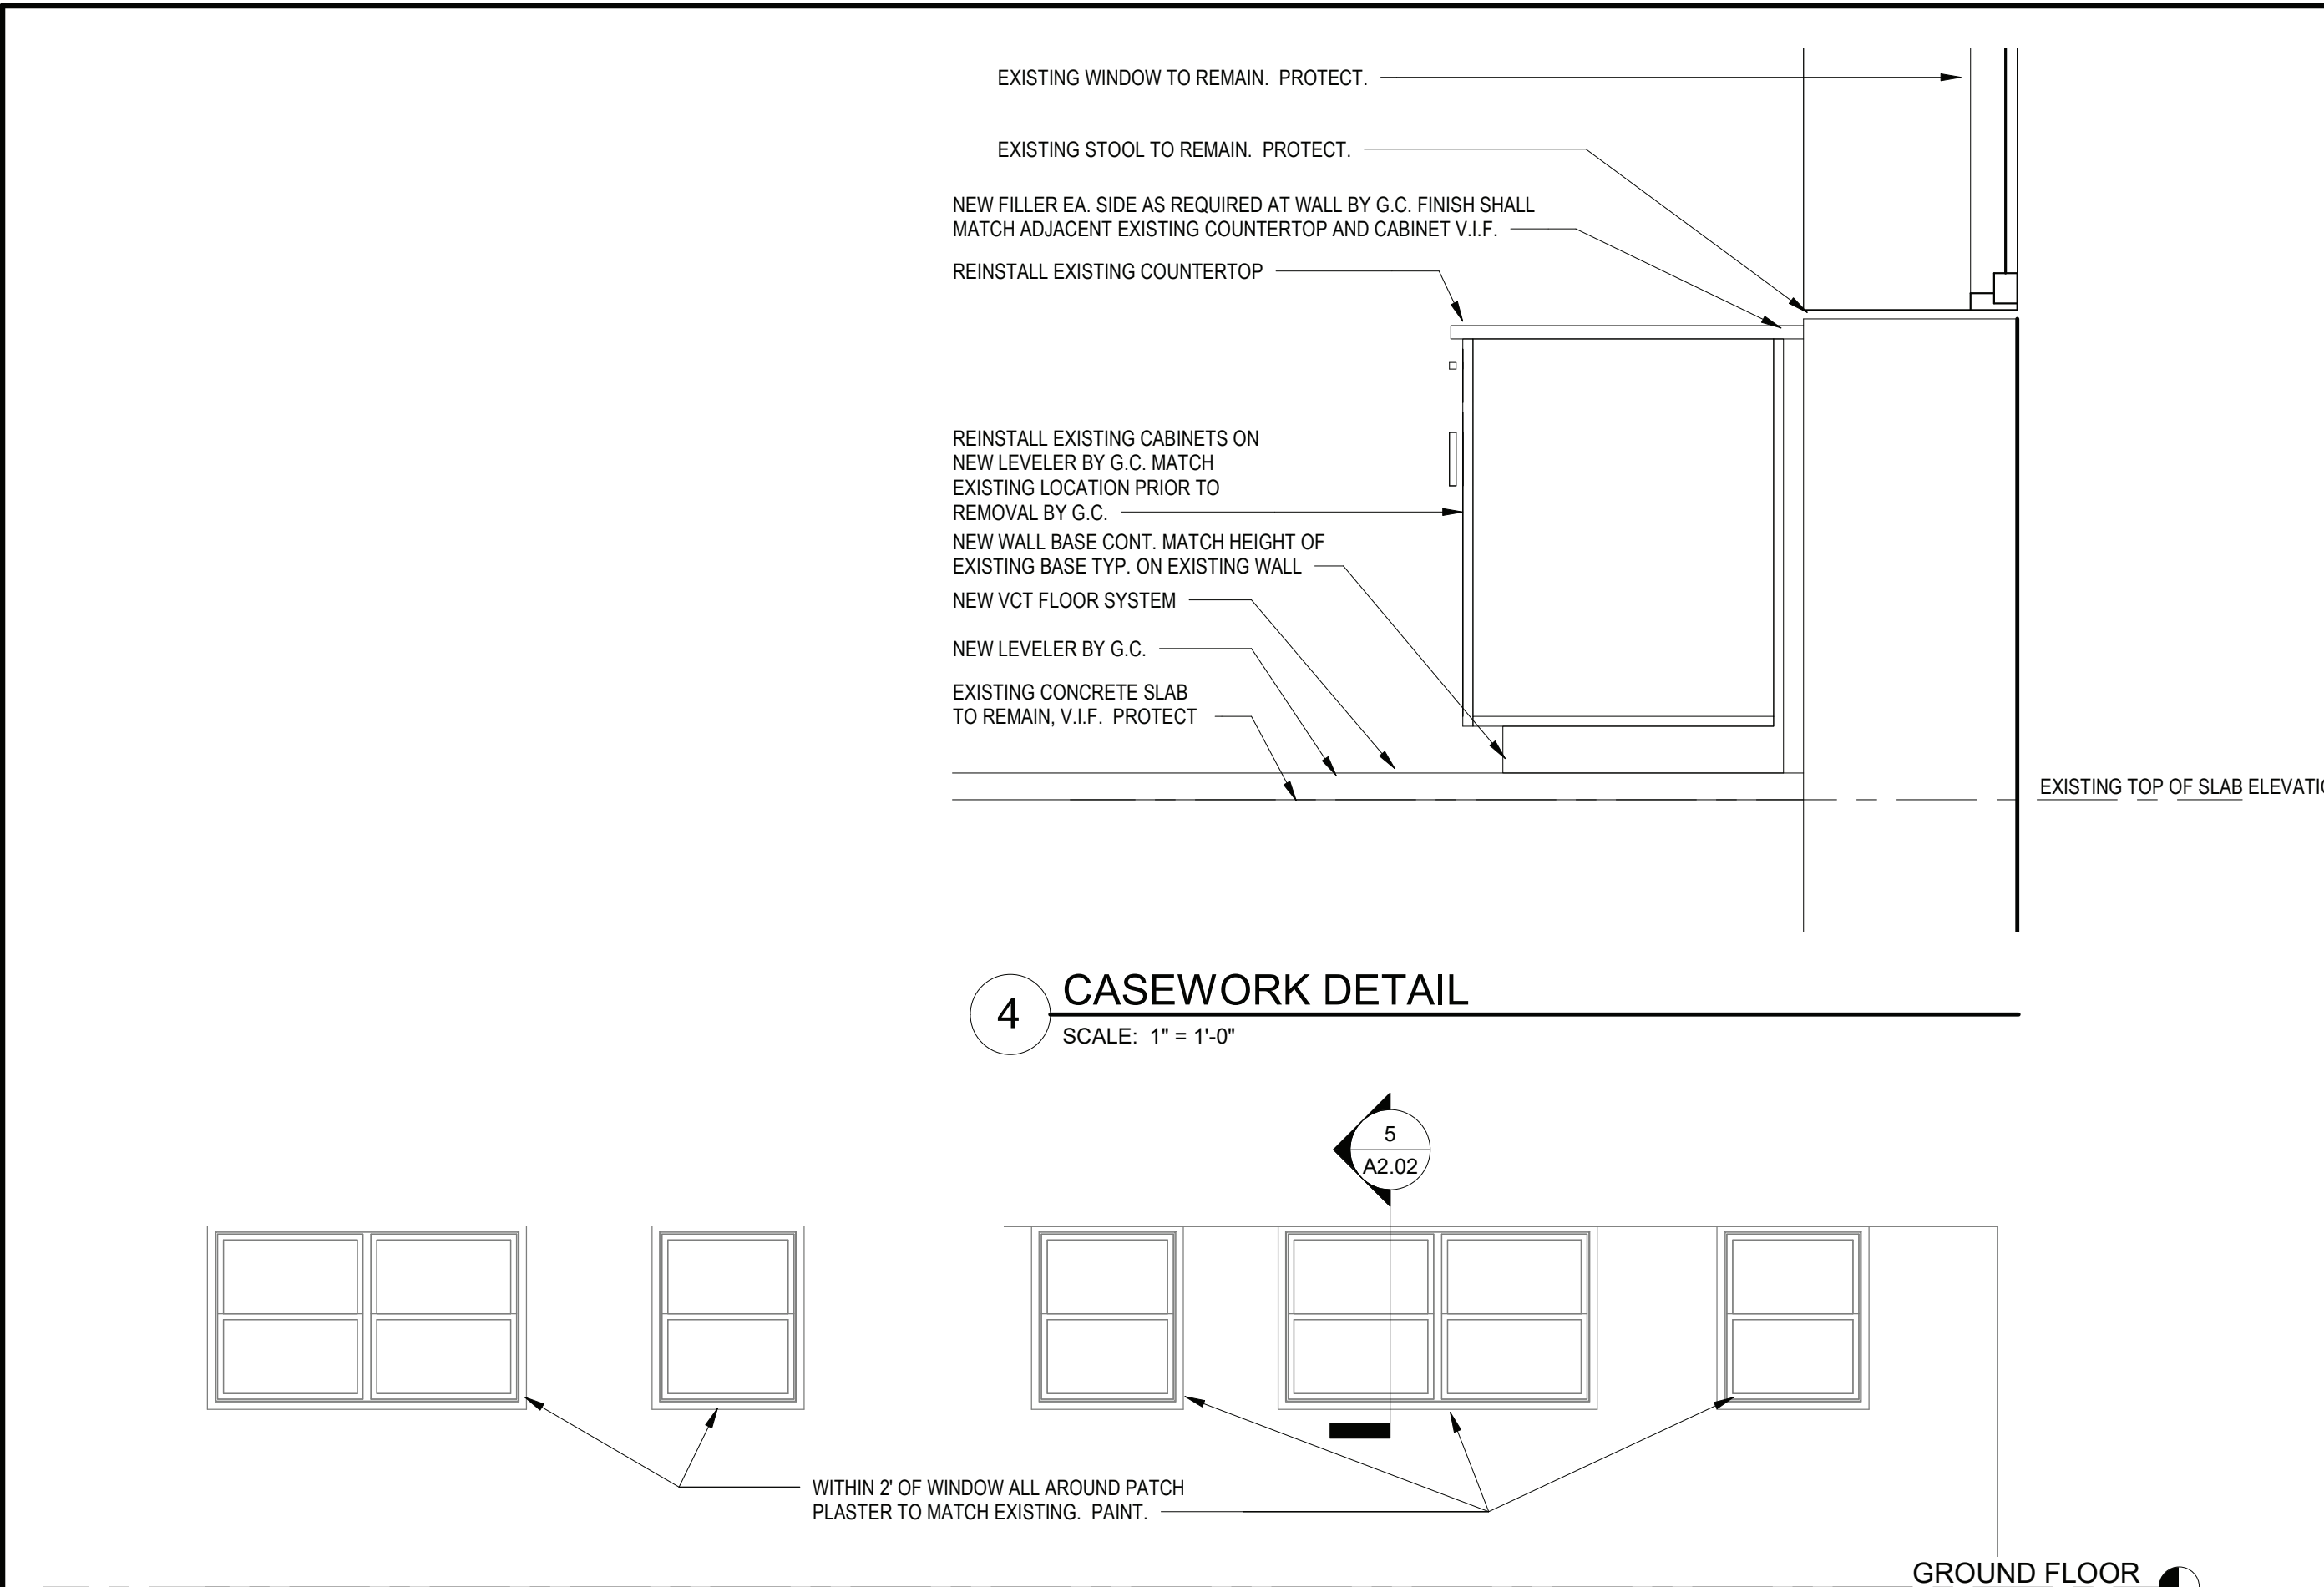 EXISTING WINDOW TO REMAIN.  PROTECT.
EXISTING STOOL TO REMAIN.  PROTECT.
NEW FILLER EA. SIDE AS REQUIRED AT WALL BY G.C. FINISH SHALL
MATCH ADJACENT EXISTING COUNTERTOP AND CABINET V.I.F.
REINSTALL EXISTING COUNTERTOP
REINSTALL EXISTING CABINETS ON
NEW LEVELER BY G.C. MATCH
EXISTING LOCATION PRIOR TO
REMOVAL BY G.C.
NEW WALL BASE CONT. MATCH HEIGHT OF
EXISTING BASE TYP. ON EXISTING WALL
NEW VCT FLOOR SYSTEM
NEW LEVELER BY G.C.
EXISTING CONCRETE SLAB
TO REMAIN, V.I.F.  PROTECT
EXISTING TOP OF SLAB
4
CASEWORK DETAIL
SCALE:  1" = 1'-0"
5
A2.02
WITHIN 2' OF WINDOW ALL AROUND PATCH
PLASTER TO MATCH EXISTING.  PAINT.
GROUND FLOOR